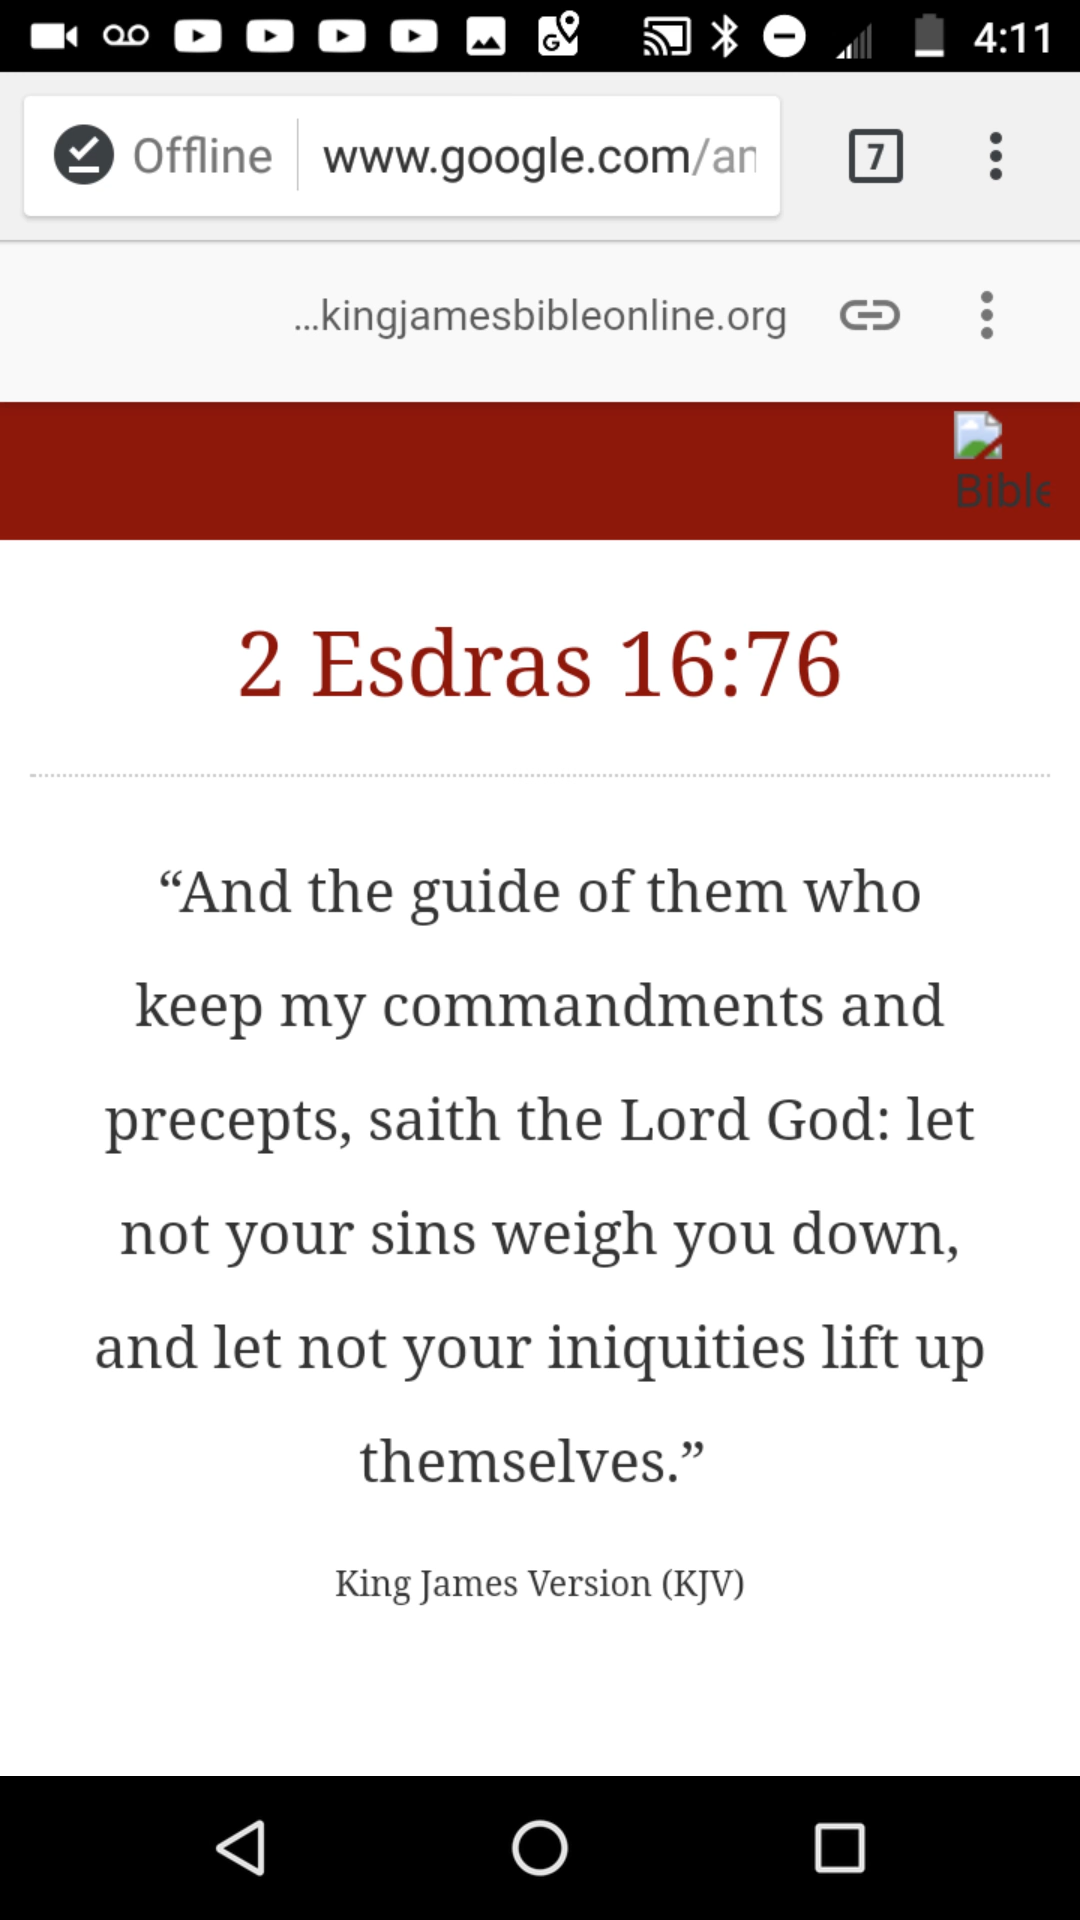 4:11
Offline
www.google.com/an
7
...kingjamesbibleonline.org
Bible
2 Esdras 16:76
“And the guide of them who
keep my commandments and
precepts, saith the Lord God: let
not your sins weigh you down,
and let not your iniquities lift up
themselves.”
King James Version (KJV)